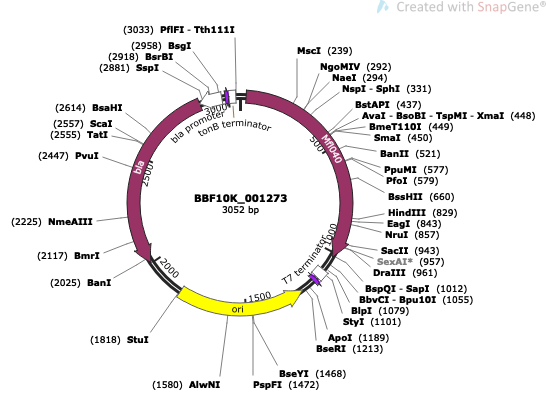 Created with SnapGene®
(3033) PflFI - Tth111I
(2958) BsgI
(2918) BsrBI
(2881) SspI
(2614) BsaHI
(2557) ScaI
(2555) TatI
(2447) PvuI
(2225) NmeAIII
(2117) BmrI
(2025) BanI
(1818) StuI
(1580) AlwNI
MscI (239)
NgoMIV (292)
NaeI (294)
NspI - SphI (331)
BstAPI (437)
AvaI - BsoBI - TspMI - XmaI (448)
BmeT110I (449)
SmaI (450)
BanII (521)
PpuMI (577)
PfoI (579)
BssHII (660)
HindIII (829)
EagI (843)
NruI (857)
SacII (943)
SexAI* (957)
DraIII (961)
BspQI - SapI (1012)
BbvCI - Bpu10I (1055)
BlpI (1079)
StyI (1101)
ApoI (1189)
BseRI (1213)
BseYI (1468)
PspFI (1472)
BBF10K_001273
3052 bp
bla promoter
tonB terminator
T7 terminator
bla
Mfl040
ori
500
1000
1500
2000
2500
3000